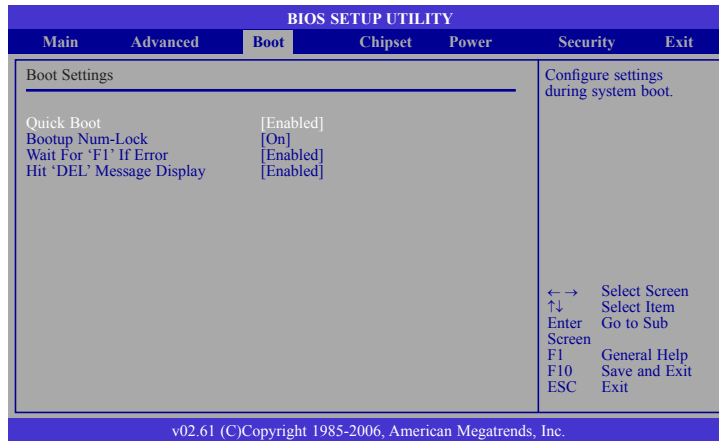 BIOS SETUP UTILITY
Main Advanced Boot Chipset Power Security Exit
Boot Settings
Quick Boot [Enabled]
Bootup Num-Lock [On]
Wait For ‘F1’ If Error [Enabled]
Hit ‘DEL’ Message Display [Enabled]
Configure settings
during system boot.
←→ Select Screen
↑↓ Select Item
Enter Go to Sub
Screen
F1 General Help
F10 Save and Exit
ESC Exit
v02.61 (C)Copyright 1985-2006, American Megatrends, Inc.